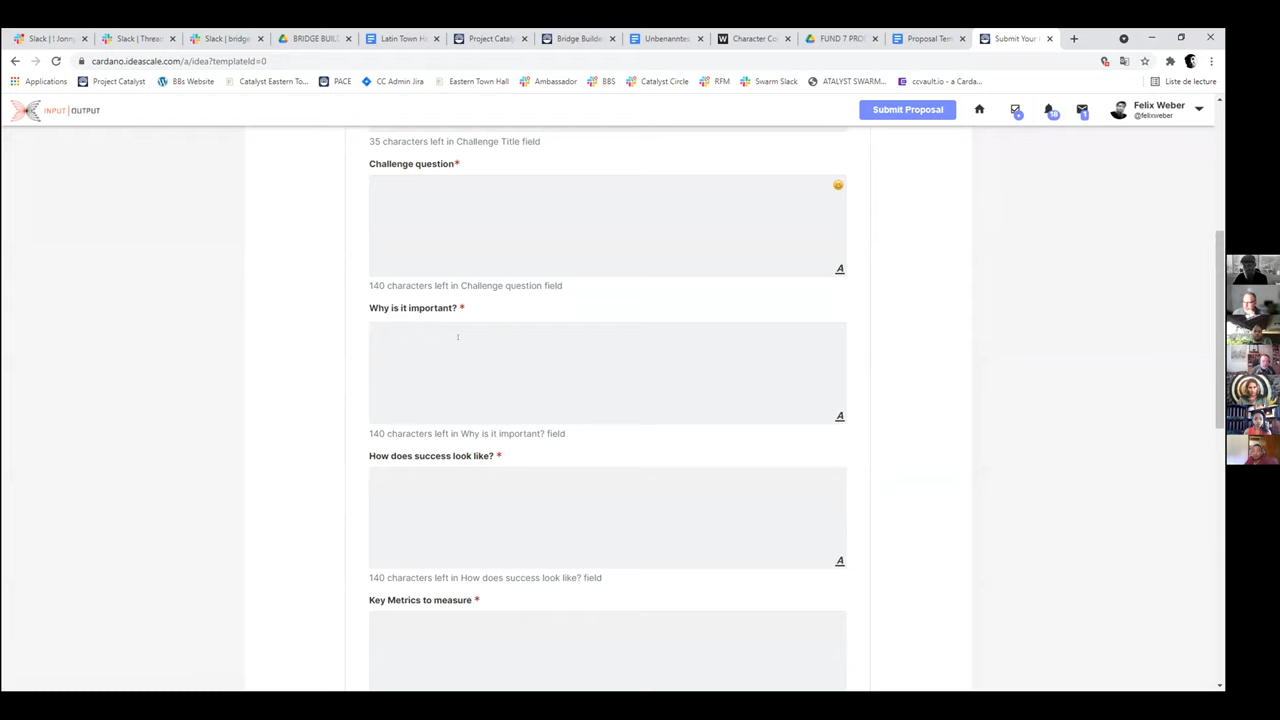 Slack | ! Jonny
Slack | Threa
Slack | bridge
BRIDGE BUIL
Latin Town H
Project Cataly
Bridge Builde
Unbenanntes
Character Co
FUND 7 PRO
Proposal Tem
Submit Your
cardano.ideascale.com/a/idea?templateId=0
Applications
Project Catalyst
BBs Website
Catalyst Eastern To...
PACE
CC Admin Jira
Eastern Town Hall
Ambassador
BBS
Catalyst Circle
RFM
Swarm Slack
ATALYST SWARM...
ccvault.io - a Carda...
Liste de lecture
INPUT | OUTPUT
Submit Proposal
18
1
Felix Weber
@felixweber
35 characters left in Challenge Title field
Challenge question*
A
140 characters left in Challenge question field
Why is it important? *
A
140 characters left in Why is it important? field
How does success look like? *
A
140 characters left in How does success look like? field
Key Metrics to measure *